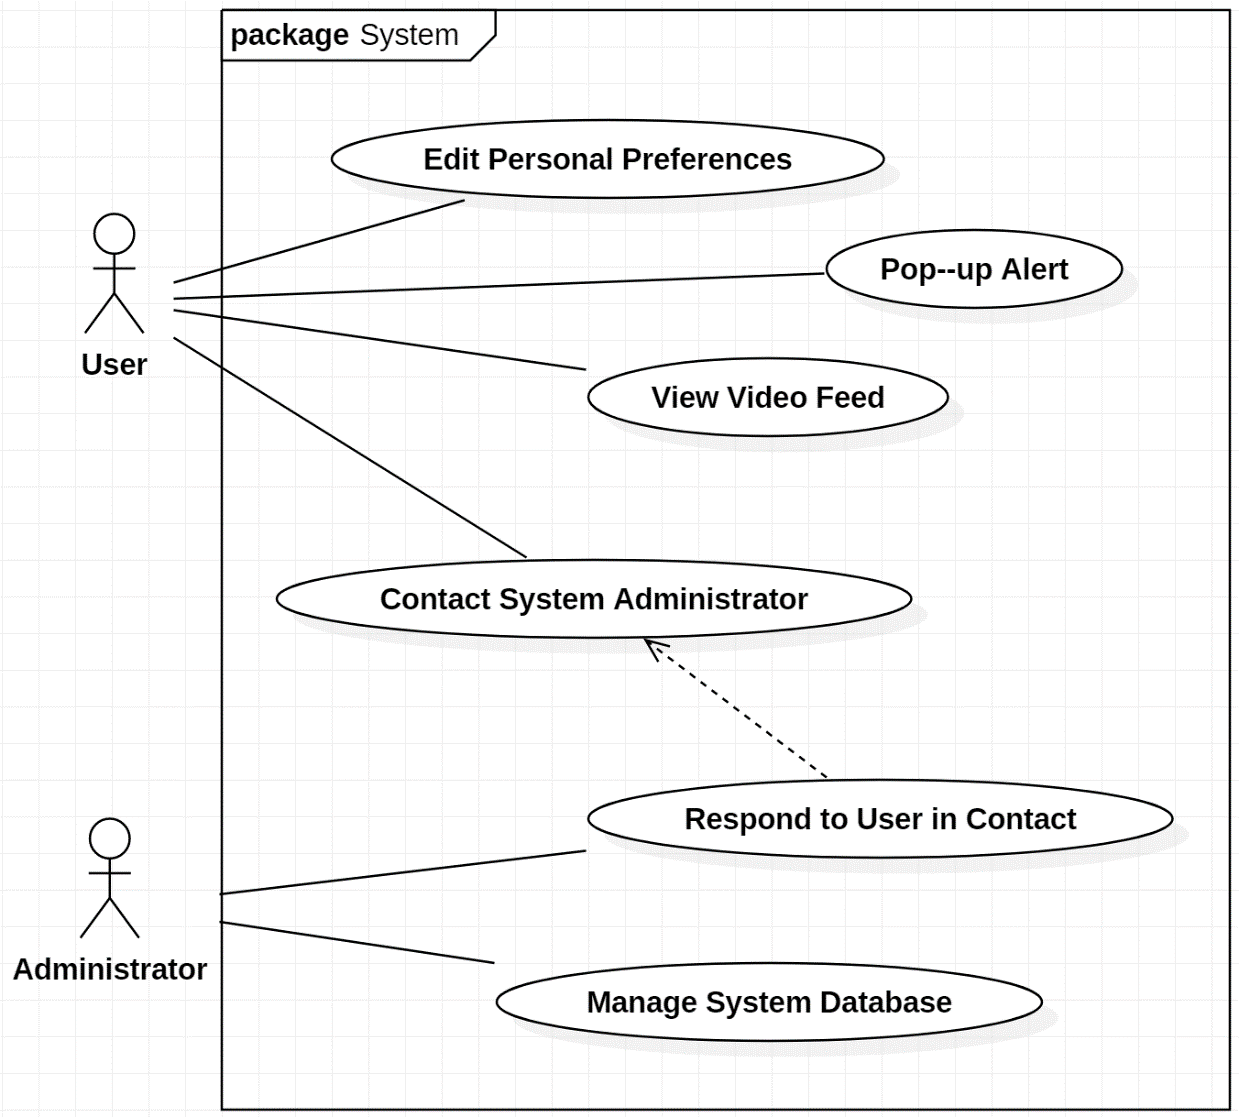 package System
Edit Personal Preferences
Pop--up Alert
User
View Video Feed
Contact System Administrator
Respond to User in Contact
Administrator
Manage System Database